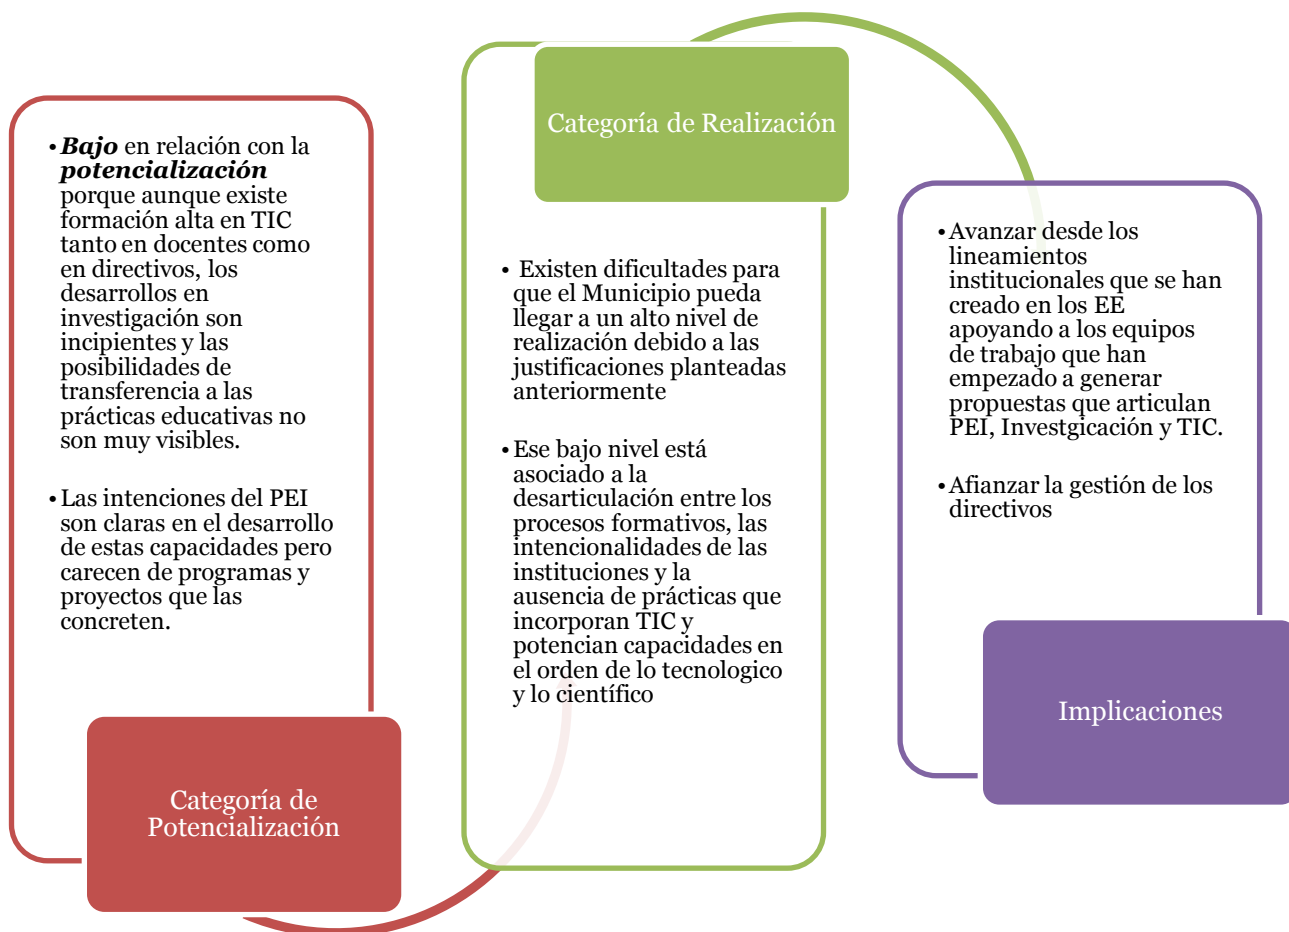 • Bajo en relación con la
potencialización
porque aunque existe
formación alta en TIC
tanto en docentes como
en directivos, los
desarrollos en
investigación son
incipientes y las
posibilidades de
transferencia a las
prácticas educativas no
son muy visibles.
• Las intenciones del PEI
son claras en el desarrollo
de estas capacidades pero
carecen de programas y
proyectos que las
concreten.
Categoría de
Potencialización
Categoría de Realización
• Existen dificultades para
que el Municipio pueda
llegar a un alto nivel de
realización debido a las
justificaciones planteadas
anteriormente
• Ese bajo nivel está
asociado a la
desarticulación entre los
procesos formativos, las
intencionalidades de las
instituciones y la
ausencia de prácticas que
incorporan TIC y
potencian capacidades en
el orden de lo tecnologico
y lo científico
• Avanzar desde los
lineamientos
institucionales que se han
creado en los EE
apoyando a los equipos
de trabajo que han
empezado a generar
propuestas que articulan
PEI, Investgicación y TIC.
• Afianzar la gestión de los
directivos
Implicaciones